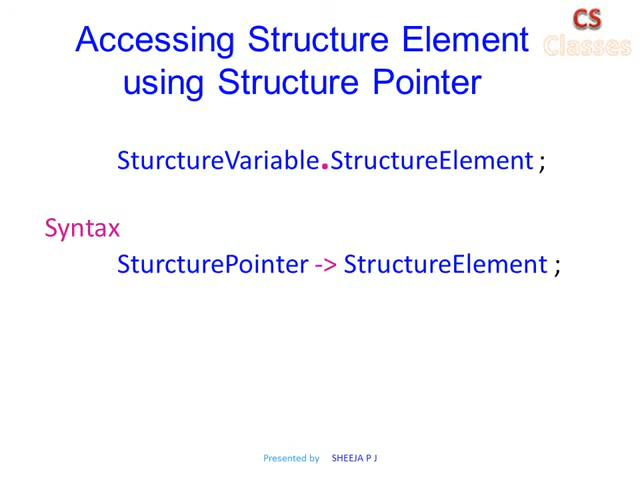 CS
Classes
Accessing Structure Element
using Structure Pointer
SturctureVariable.StructureElement ;
Syntax
SturcturePointer -> StructureElement ;
Presented by SHEEJA P J